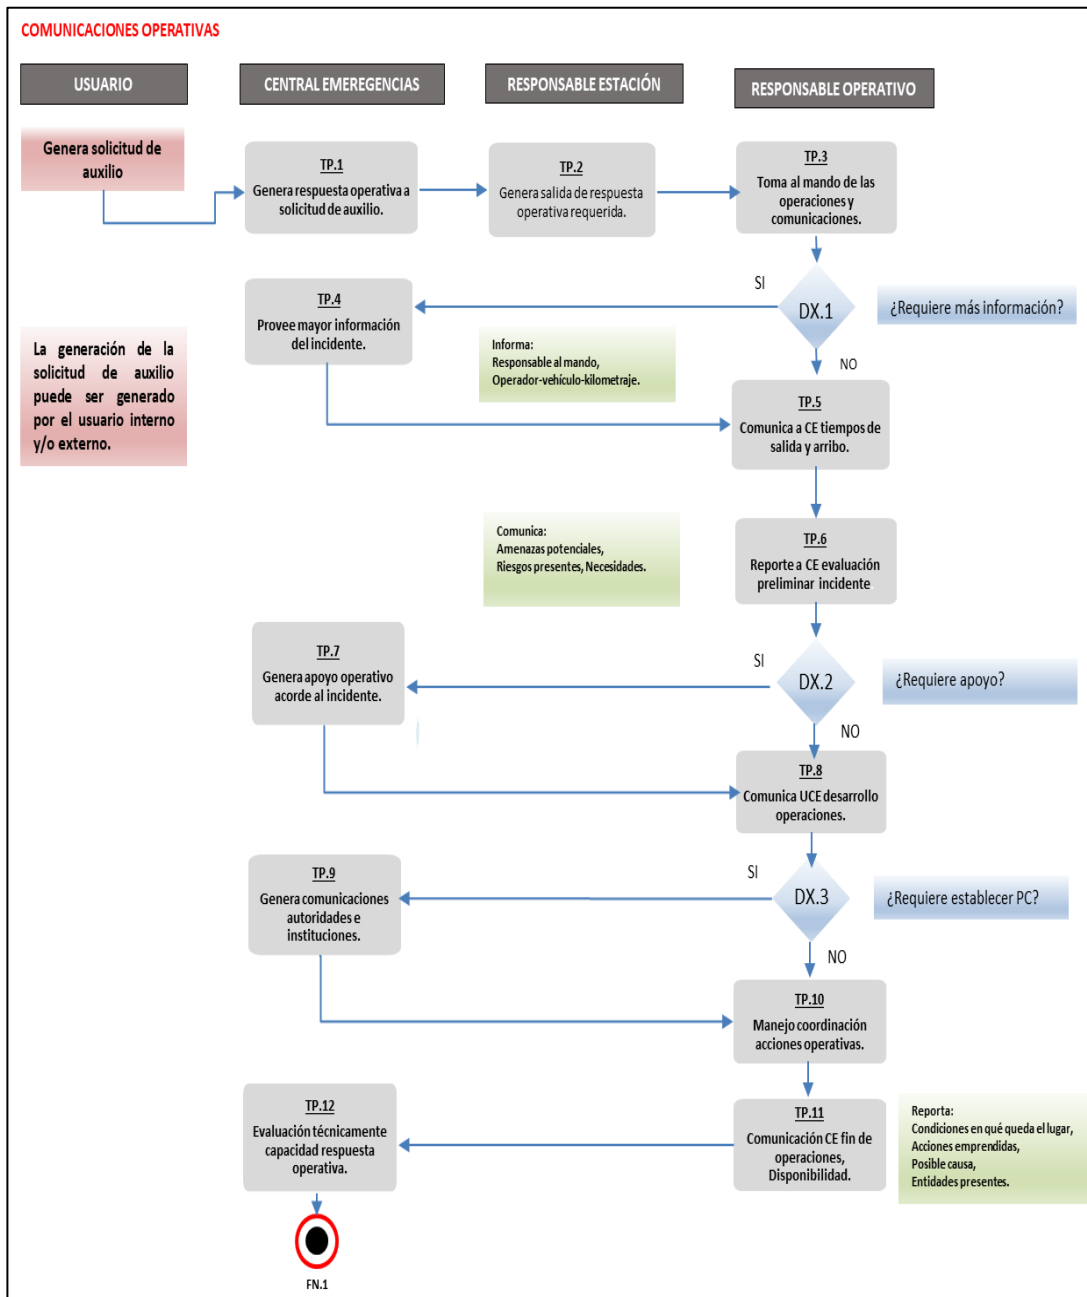 COMUNICACIONES OPERATIVAS
USUARIO
CENTRAL EMEREGENCIAS
RESPONSABLE ESTACIÓN
RESPONSABLE OPERATIVO
Genera solicitud de
auxilio
TP.1
Genera respuesta operativa a
solicitud de auxilio.
TP.2
Genera salida de respuesta
operativa requerida.
TP.3
Toma al mando de las
operaciones y
comunicaciones.
SI
DX.1
¿Requiere más información?
NO
TP.4
Provee mayor información
del incidente.
Informa:
Responsable al mando,
Operador-vehículo-kilometraje.
La generación de la
solicitud de auxilio
puede ser generado
por el usuario interno
y/o externo.
TP.5
Comunica a CE tiempos de
salida y arribo.
Comunica:
Amenazas potenciales,
Riesgos presentes, Necesidades.
TP.6
Reporte a CE evaluación
preliminar incidente.
TP.7
Genera apoyo operativo
acorde al incidente.
SI
DX.2
¿Requiere apoyo?
NO
TP.8
Comunica UCE desarrollo
operaciones.
TP.9
Genera comunicaciones
autoridades e
instituciones.
SI
DX.3
¿Requiere establecer PC?
NO
TP.10
Manejo coordinación
acciones operativas.
TP.12
Evaluación técnicamente
capacidad respuesta
operativa.
TP.11
Comunicación CE fin de
operaciones,
Disponibilidad.
Reporta:
Condiciones en qué queda el lugar,
Acciones emprendidas,
Posible causa,
Entidades presentes.
FN.1